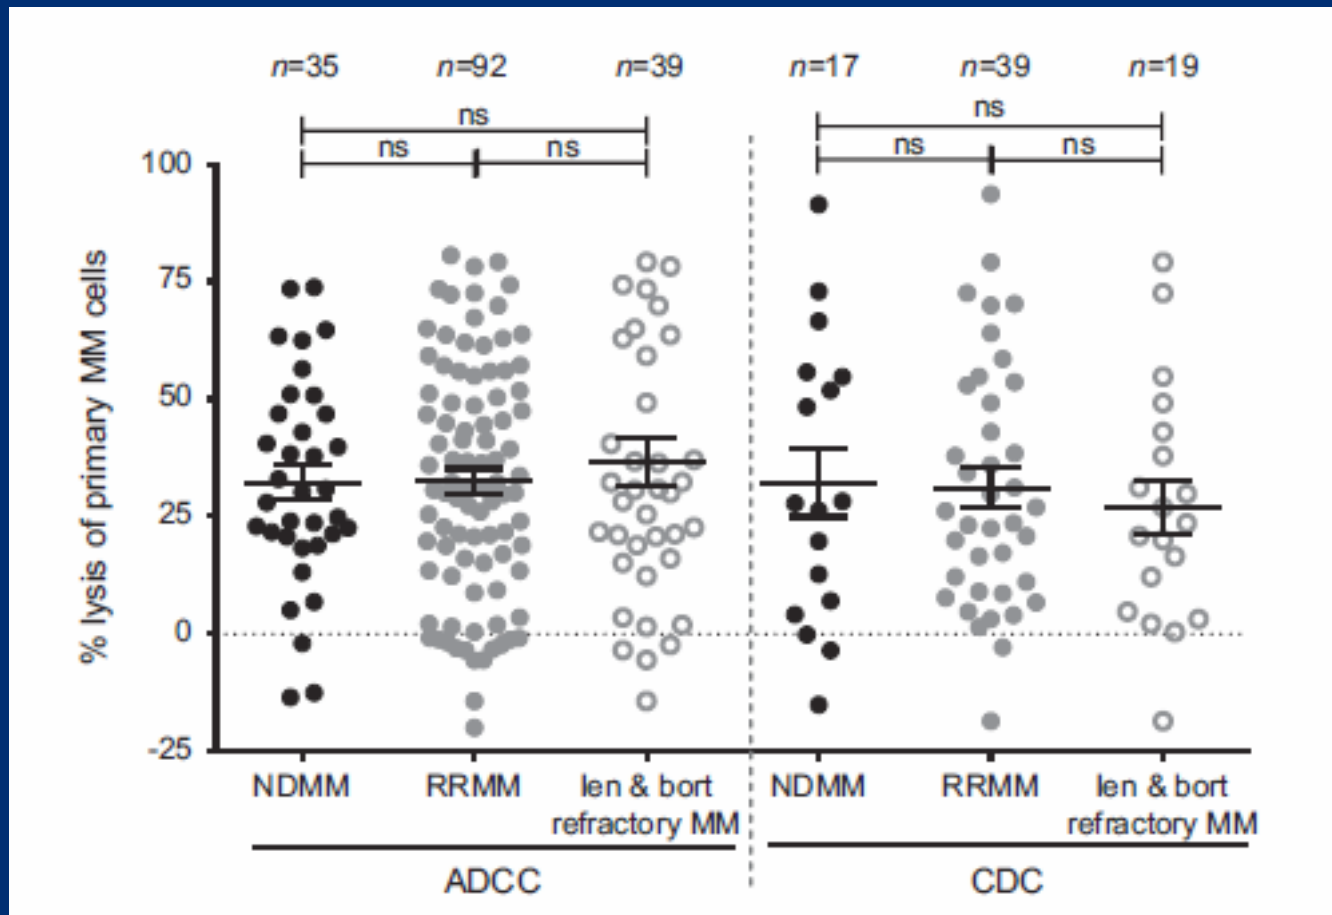 n=35 n=92 n=39 n=17 n=39 n=19
ns ns
ns ns ns ns
100
75
50
25
0
-25
% lysis of primary MM cells
NDMM RRMM len & bort NDMM RRMM len & bort
refractory MM refractory MM
ADCC CDC